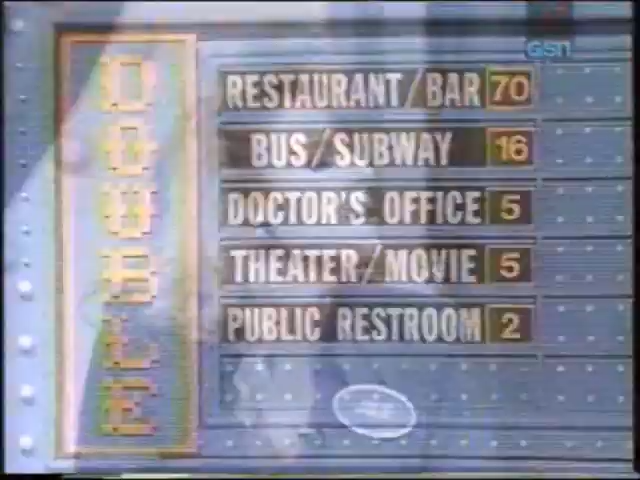 GSN
RESTAURANT/BAR 70
BUS/SUBWAY 16
DOCTOR'S OFFICE 5
THEATER/MOVIE 5
PUBLIC RESTROOM 2
DOUBLE